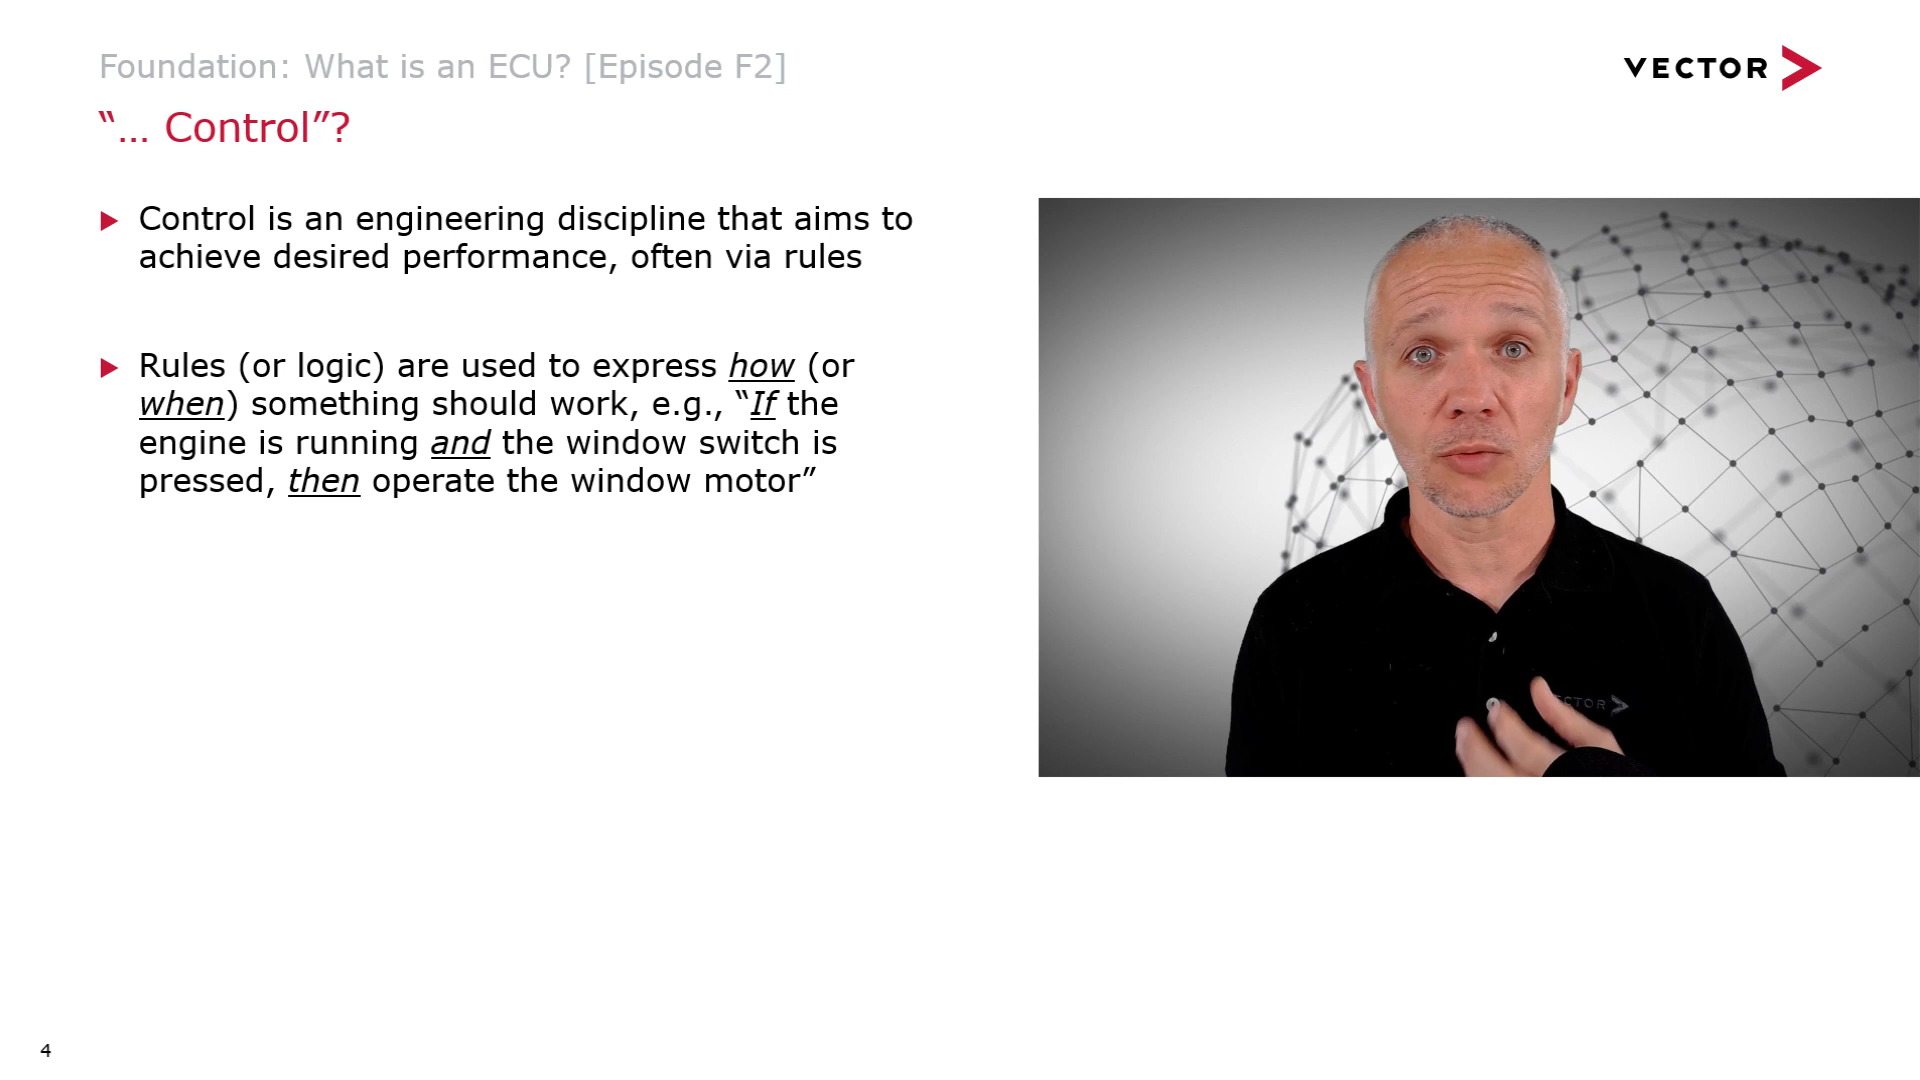 Foundation: What is an ECU? [Episode F2]
VECTOR
“… Control”?
Control is an engineering discipline that aims to
achieve desired performance, often via rules
Rules (or logic) are used to express how (or
when) something should work, e.g., “If the
engine is running and the window switch is
pressed, then operate the window motor”
CTOR
4